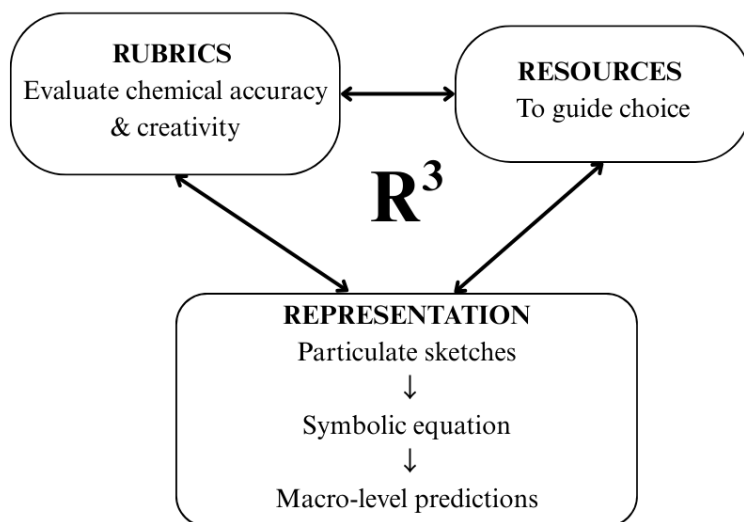 RUBRICS
Evaluate chemical accuracy
& creativity
RESOURCES
To guide choice
R³
REPRESENTATION
Particulate sketches
↓
Symbolic equation
↓
Macro-level predictions